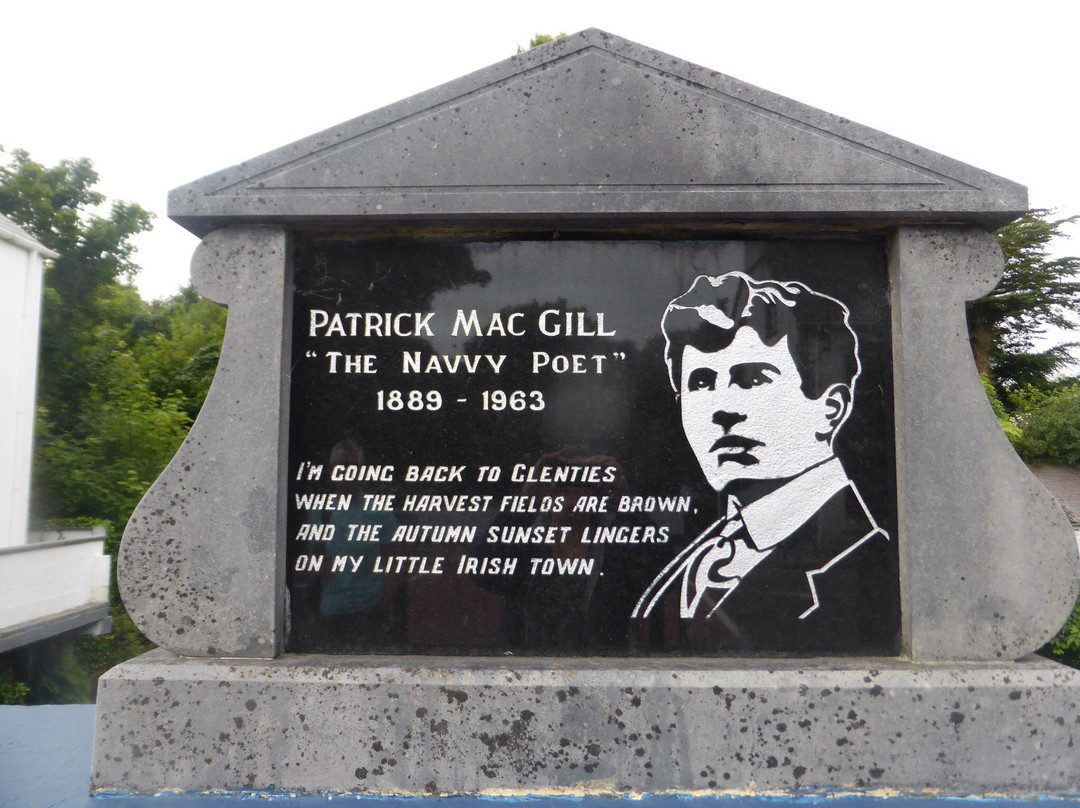 PATRICK MAC GILL
"THE NAVVY POET"
1889 - 1963
I'M GOING BACK TO GLENTIES
WHEN THE HARVEST FIELDS ARE BROWN,
AND THE AUTUMN SUNSET LINGERS
ON MY LITTLE IRISH TOWN.